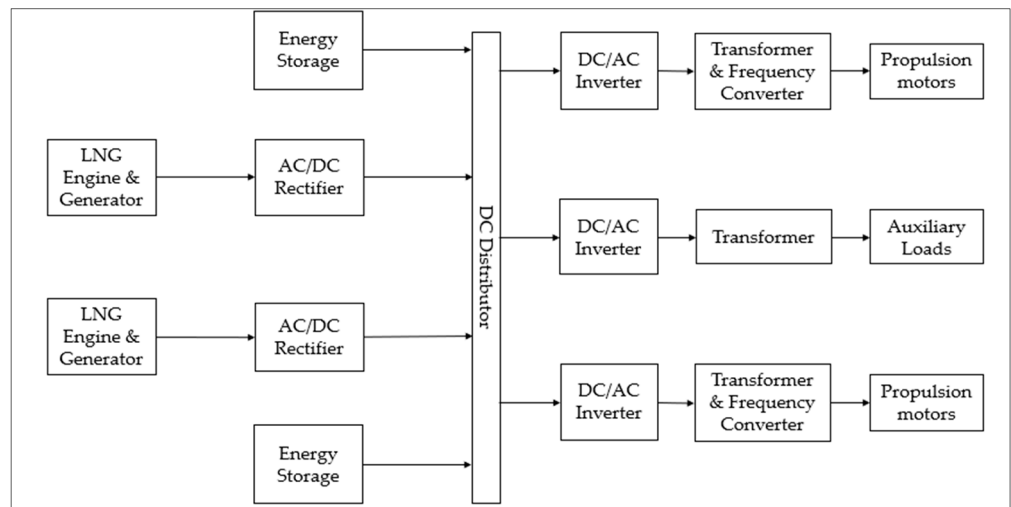 Energy
Storage
LNG
Engine &
Generator
AC/DC
Rectifier
LNG
Engine &
Generator
AC/DC
Rectifier
Energy
Storage
DC Distributor
DC/AC
Inverter
Transformer
& Frequency
Converter
Propulsion
motors
DC/AC
Inverter
Transformer
Auxiliary
Loads
DC/AC
Inverter
Transformer
& Frequency
Converter
Propulsion
motors